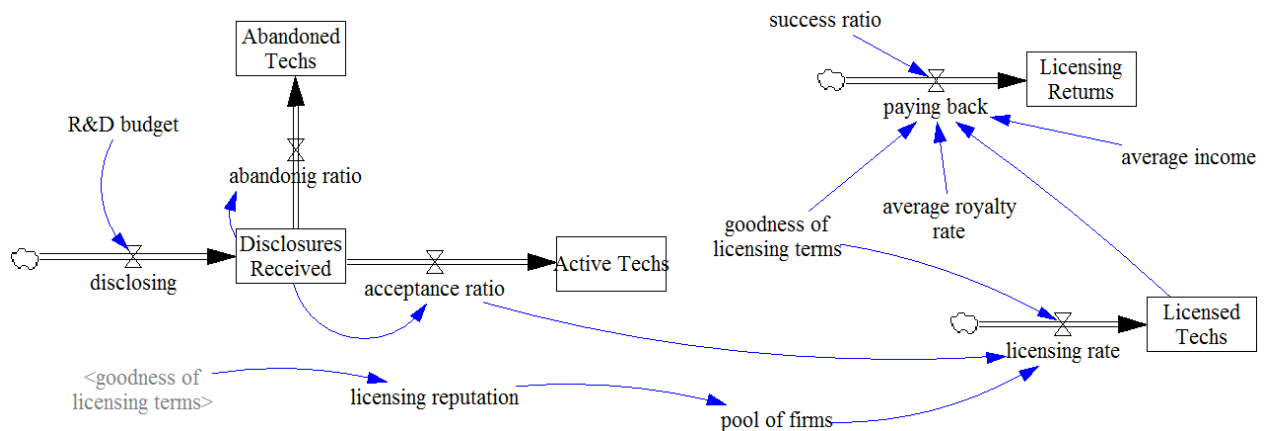 success ratio
Abandoned
Techs
Licensing
Returns
paying back
R&D budget
average income
abandonig ratio
average royalty
rate
goodness of
licensing terms
Disclosures
Received
disclosing
Active Techs
acceptance ratio
Licensed
Techs
licensing rate
<goodness of
licensing terms>
licensing reputation
pool of firms